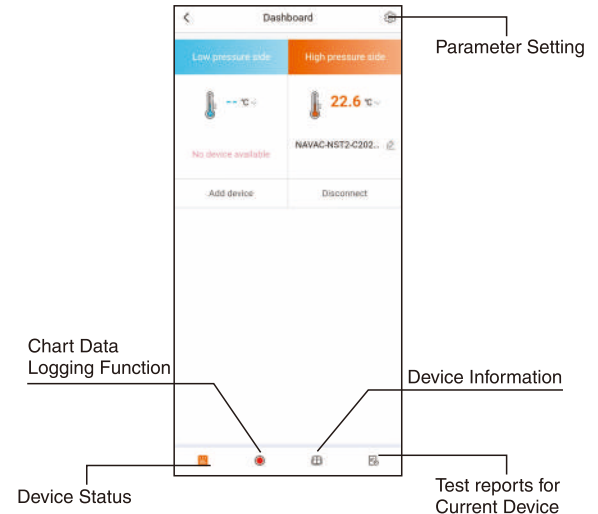 Dashboard
Parameter Setting
Low pressure side
High pressure side
-- °C
22.6 °C
No device available
NAVAC-NST2-C202..
Add device
Disconnect
Chart Data
Logging Function
Device Information
Device Status
Test reports for
Current Device